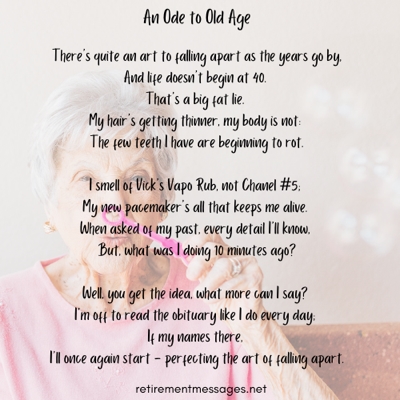 An Ode to Old Age
There's quite an art to falling apart as the years go by,
And life doesn't begin at 40.
That's a big fat lie.
My hair's getting thinner, my body is not;
The few teeth I have are beginning to rot.
I smell of Vick's Vapo Rub, not Chanel #5;
My new pacemaker's all that keeps me alive.
When asked of my past, every detail I'll know,
But, what was I doing 10 minutes ago?
Well, you get the idea, what more can I say?
I'm off to read the obituary like I do every day;
If my names there,
I'll once again start - perfecting the art of falling apart.
retirementmessages.net